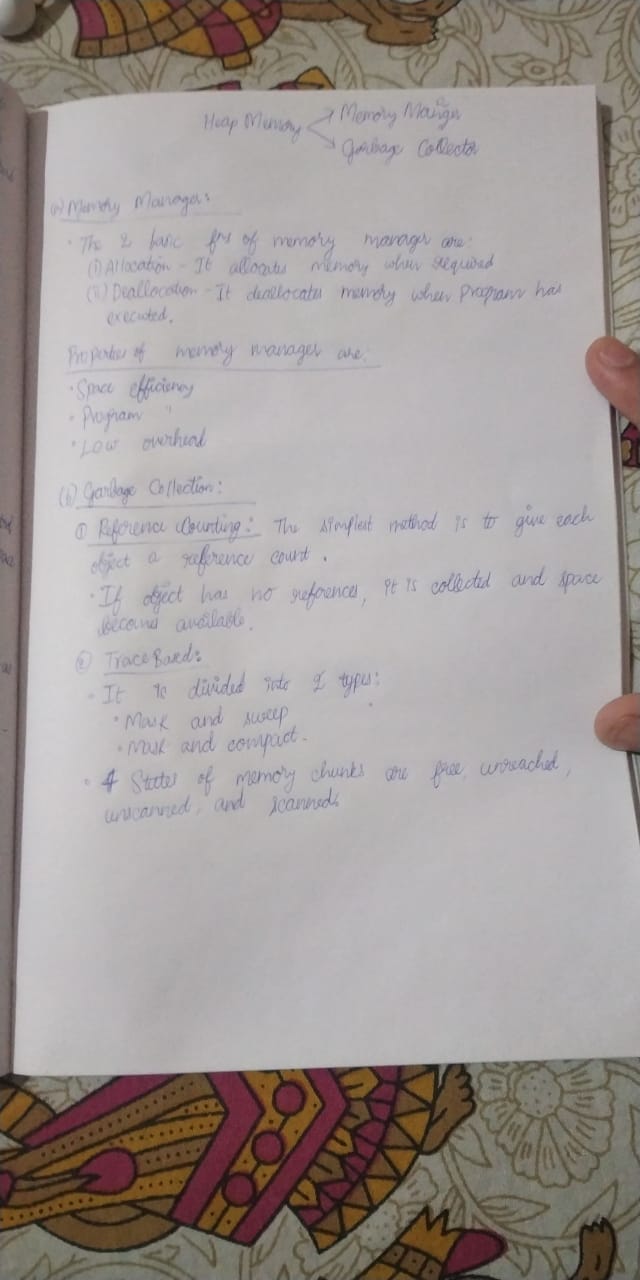 Heap Memory
Memory Manager
Garbage Collector
(a) Memory Manager:
• The 2 basic fns of memory manager are:
(i) Allocation - It allocates memory when required
(ii) Deallocation - It deallocates memory when program has
executed.
Properties of memory manager are:
• Space efficiency
• Program "
• Low overhead
(b) Garbage Collection:
① Reference Counting: The simplest method is to give each
object a reference count.
• If object has no references, it is collected and space
becomes available.
② Trace Based:
• It is divided into 2 types:
• Mark and sweep
• Mark and compact.
• 4 States of memory chunks are free, unreached,
unscanned, and scanned.